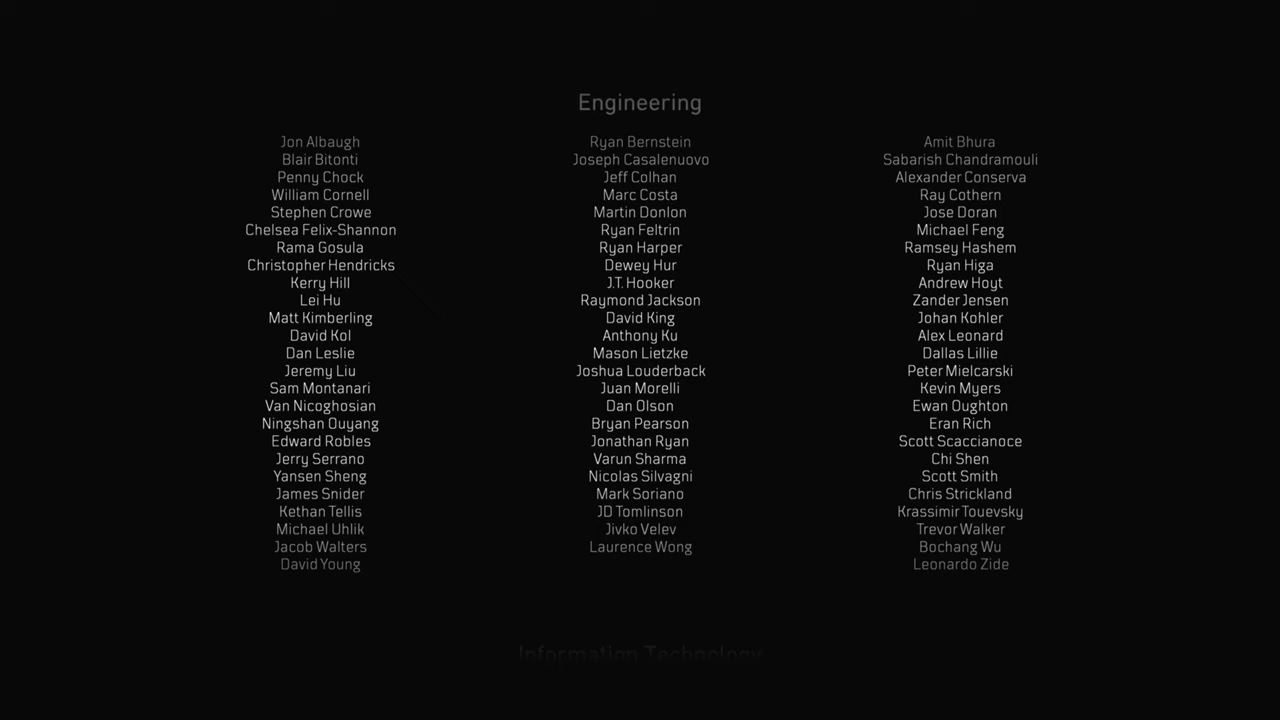 Engineering
Jon Albaugh Ryan Bernstein Amit Bhura
Blair Bitonti Joseph Casalenuovo Sabarish Chandramouli
Penny Chock Jeff Colhan Alexander Conserva
William Cornell Marc Costa Ray Cothern
Stephen Crowe Martin Donlon Jose Doran
Chelsea Felix-Shannon Ryan Feltrin Michael Feng
Rama Gosula Ryan Harper Ramsey Hashem
Christopher Hendricks Dewey Hur Ryan Higa
Kerry Hill J.T. Hooker Andrew Hoyt
Lei Hu Raymond Jackson Zander Jensen
Matt Kimberling David King Johan Kohler
David Kol Anthony Ku Alex Leonard
Dan Leslie Mason Lietzke Dallas Lillie
Jeremy Liu Joshua Louderback Peter Mielcarski
Sam Montanari Juan Morelli Kevin Myers
Van Nicoghosian Dan Olson Ewan Oughton
Ningshan Ouyang Bryan Pearson Eran Rich
Edward Robles Jonathan Ryan Scott Scaccianoce
Jerry Serrano Varun Sharma Chi Shen
Yansen Sheng Nicolas Silvagni Scott Smith
James Snider Mark Soriano Chris Strickland
Kethan Tellis JD Tomlinson Krassimir Touevsky
Michael Uhlik Jivko Velev Trevor Walker
Jacob Walters Laurence Wong Bochang Wu
David Young Leonardo Zide
Information Technology